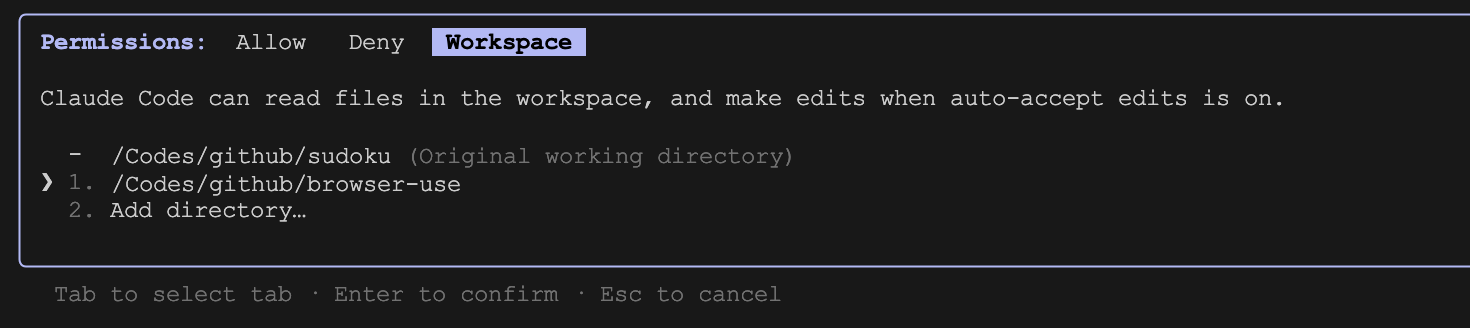 Permissions: Allow Deny Workspace
Claude Code can read files in the workspace, and make edits when auto-accept edits is on.
- /Codes/github/sudoku (Original working directory)
❯ 1. /Codes/github/browser-use
2. Add directory…
Tab to select tab · Enter to confirm · Esc to cancel